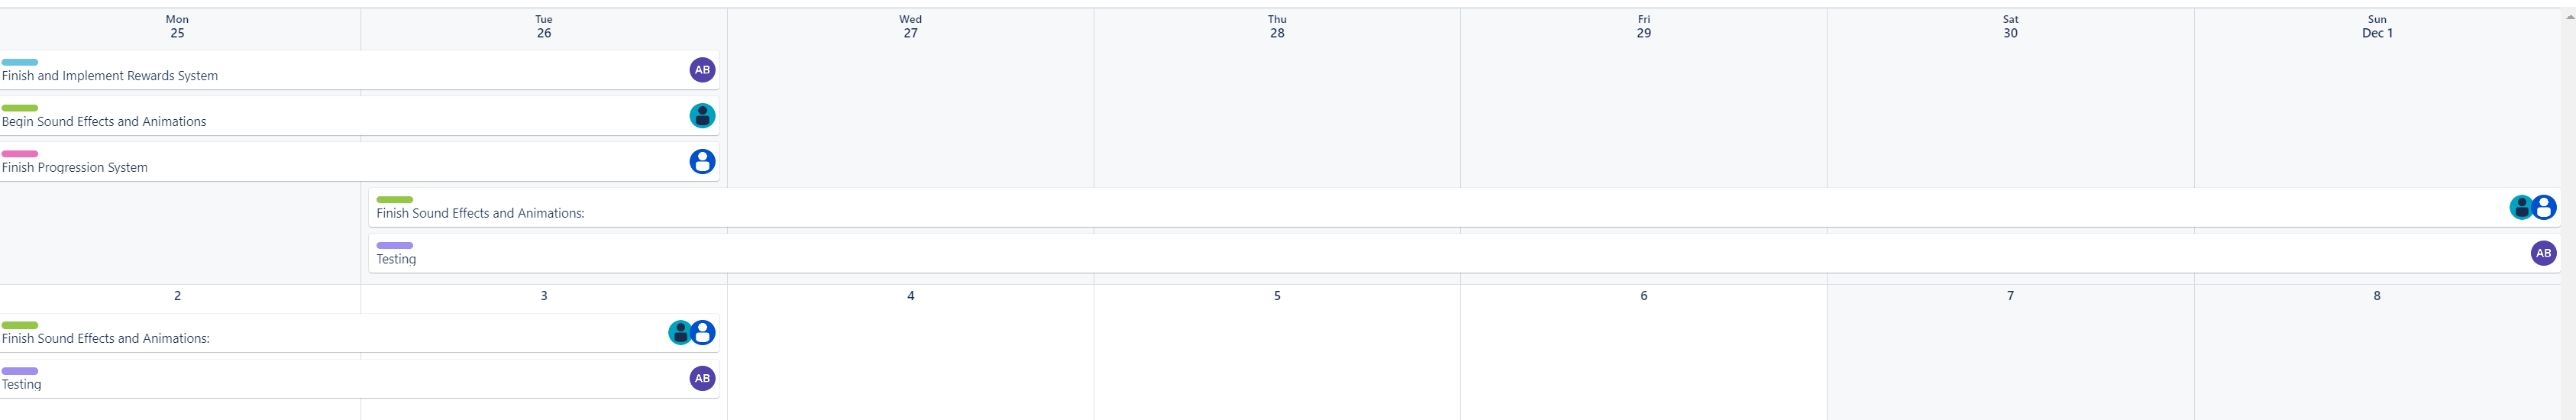 Mon Tue Wed Thu Fri Sat Sun
25 26 27 28 29 30 Dec 1
Finish and Implement Rewards System AB
Begin Sound Effects and Animations
Finish Progression System
Finish Sound Effects and Animations:
Testing AB
2 3 4 5 6 7 8
Finish Sound Effects and Animations:
Testing AB